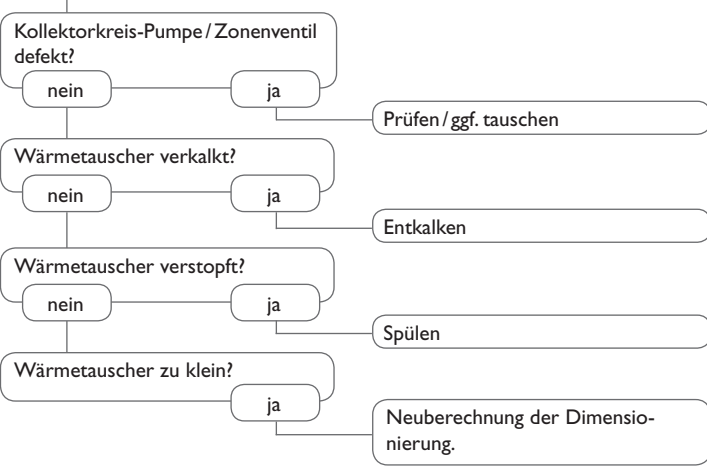 Kollektorkreis-Pumpe / Zonenventil
defekt?
nein
ja
Prüfen / ggf. tauschen
Wärmetauscher verkalkt?
nein
ja
Entkalken
Wärmetauscher verstopft?
nein
ja
Spülen
Wärmetauscher zu klein?
ja
Neuberechnung der Dimensio-
nierung.